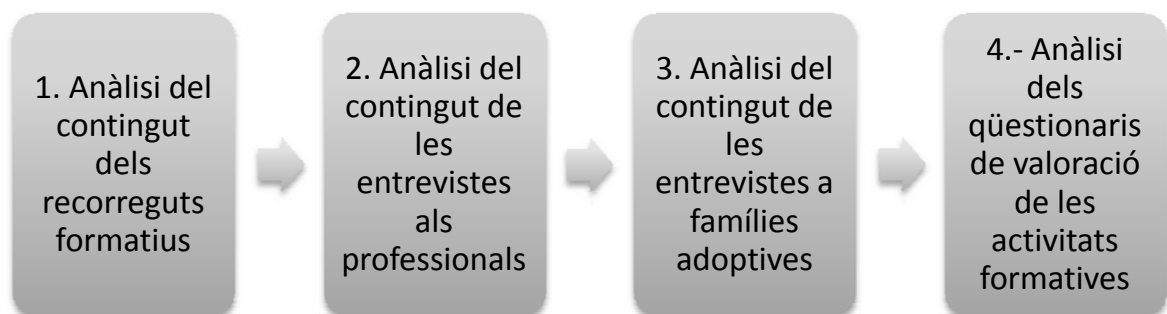 1. Anàlisi del
contingut
dels
recorreguts
formatius
2. Anàlisi del
contingut de
les
entrevistes
als
professionals
3. Anàlisi del
contingut de
les
entrevistes a
famílies
adoptives
4.- Anàlisi
dels
qüestionaris
de valoració
de les
activitats
formatives